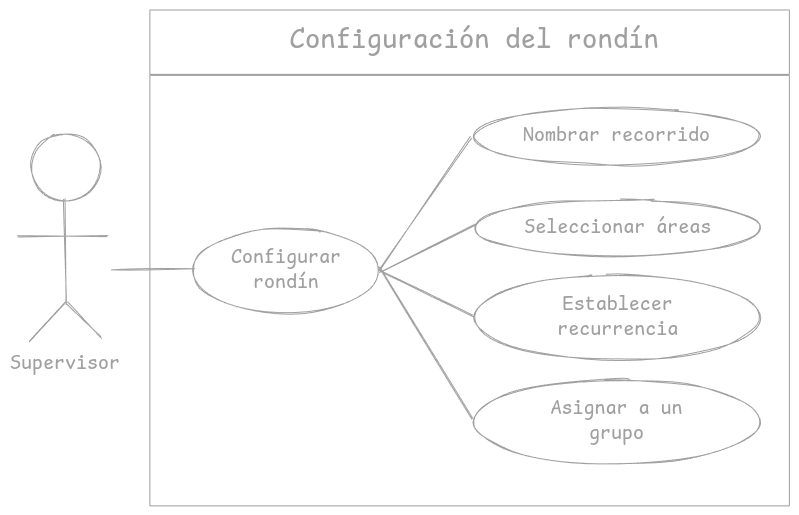 Configuración del rondín
Nombrar recorrido
Seleccionar áreas
Configurar
rondín
Establecer
recurrencia
Supervisor
Asignar a un
grupo